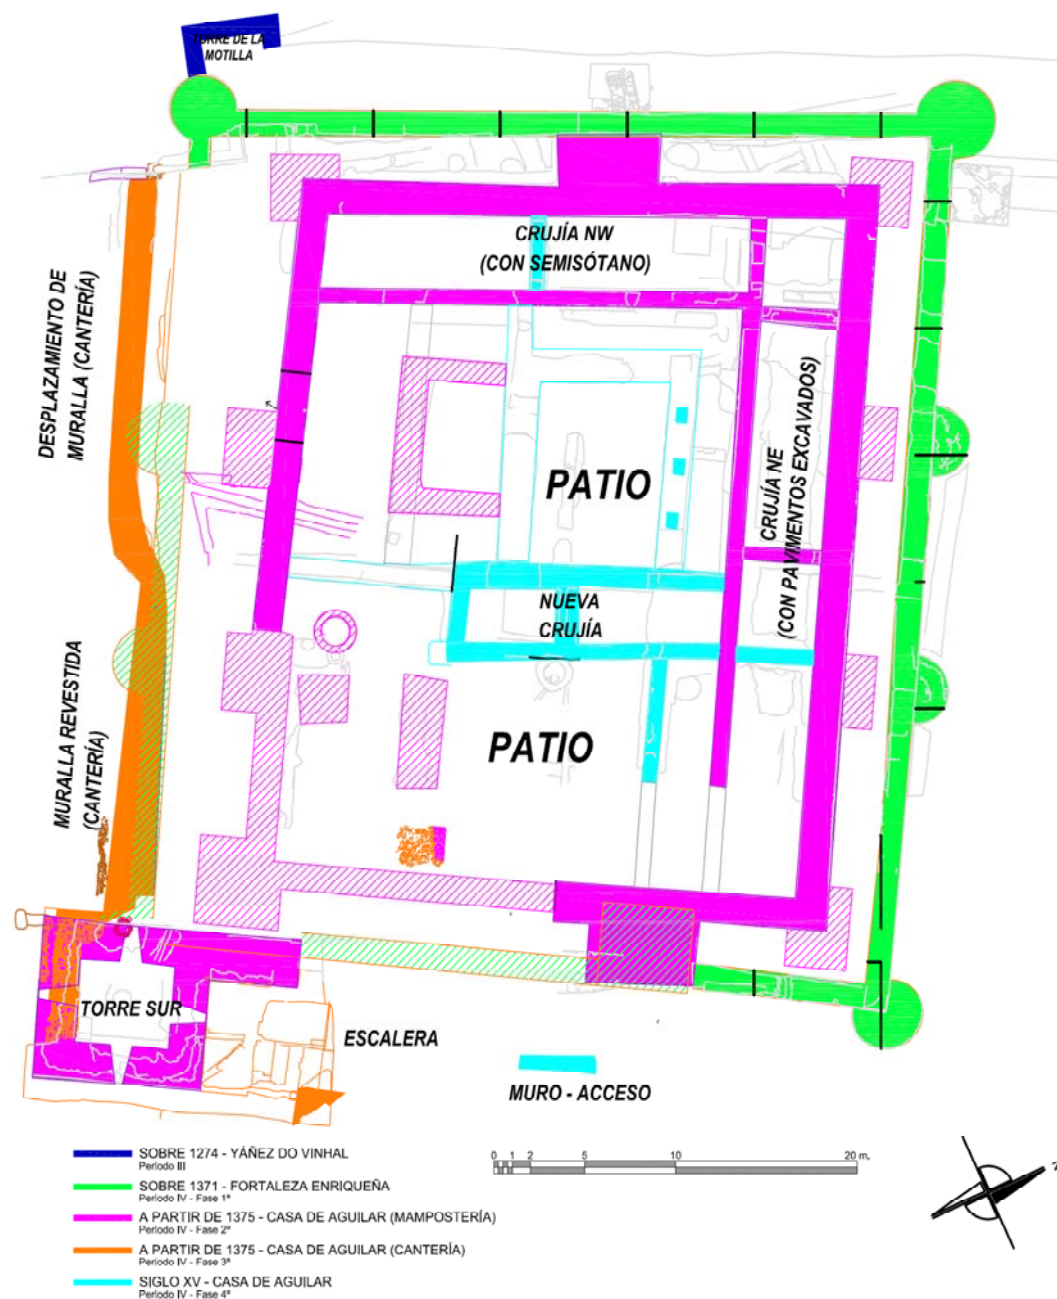 TORRE DE LA
MOTILLA
CRUJÍA NW
(CON SEMISÓTANO)
DESPLAZAMIENTO DE
MURALLA (CANTERÍA)
PATIO
CRUJÍA NE
(CON PAVIMENTOS EXCAVADOS)
NUEVA
CRUJÍA
PATIO
MURALLA REVESTIDA
(CANTERÍA)
TORRE SUR
ESCALERA
MURO - ACCESO
SOBRE 1274 - YÁÑEZ DO VINHAL
Periodo III
SOBRE 1371 - FORTALEZA ENRIQUEÑA
Periodo IV - Fase 1ª
A PARTIR DE 1375 - CASA DE AGUILAR (MAMPOSTERÍA)
Periodo IV - Fase 2ª
A PARTIR DE 1375 - CASA DE AGUILAR (CANTERÍA)
Periodo IV - Fase 3ª
SIGLO XV - CASA DE AGUILAR
Periodo IV - Fase 4ª
0 1 2 5 10 20 m.